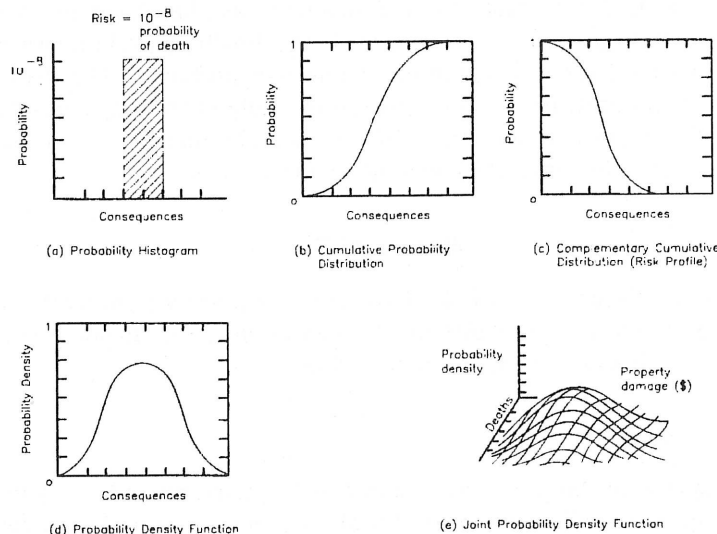 Risk = 10⁻⁸
probability
of death
10⁻⁸
Probability
Consequences
(a) Probability Histogram
1
Probability
0
Consequences
(b) Cumulative Probability
Distribution
1
Probability
0
Consequences
(c) Complementary Cumulative
Distribution (Risk Profile)
1
Probability Density
0
Consequences
(d) Probability Density Function
Probability
density
Deaths
Property
damage ($)
(e) Joint Probability Density Function